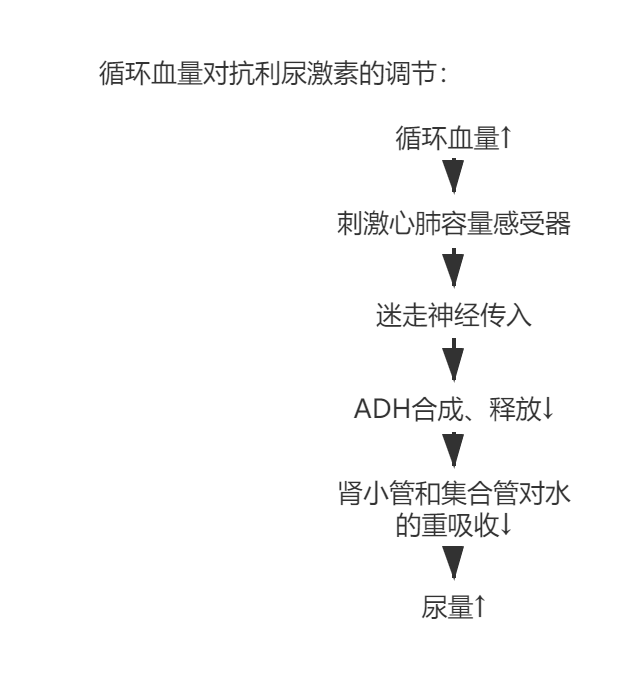 循环血量对抗利尿激素的调节：
循环血量↑
刺激心肺容量感受器
迷走神经传入
ADH合成、释放↓
肾小管和集合管对水
的重吸收↓
尿量↑